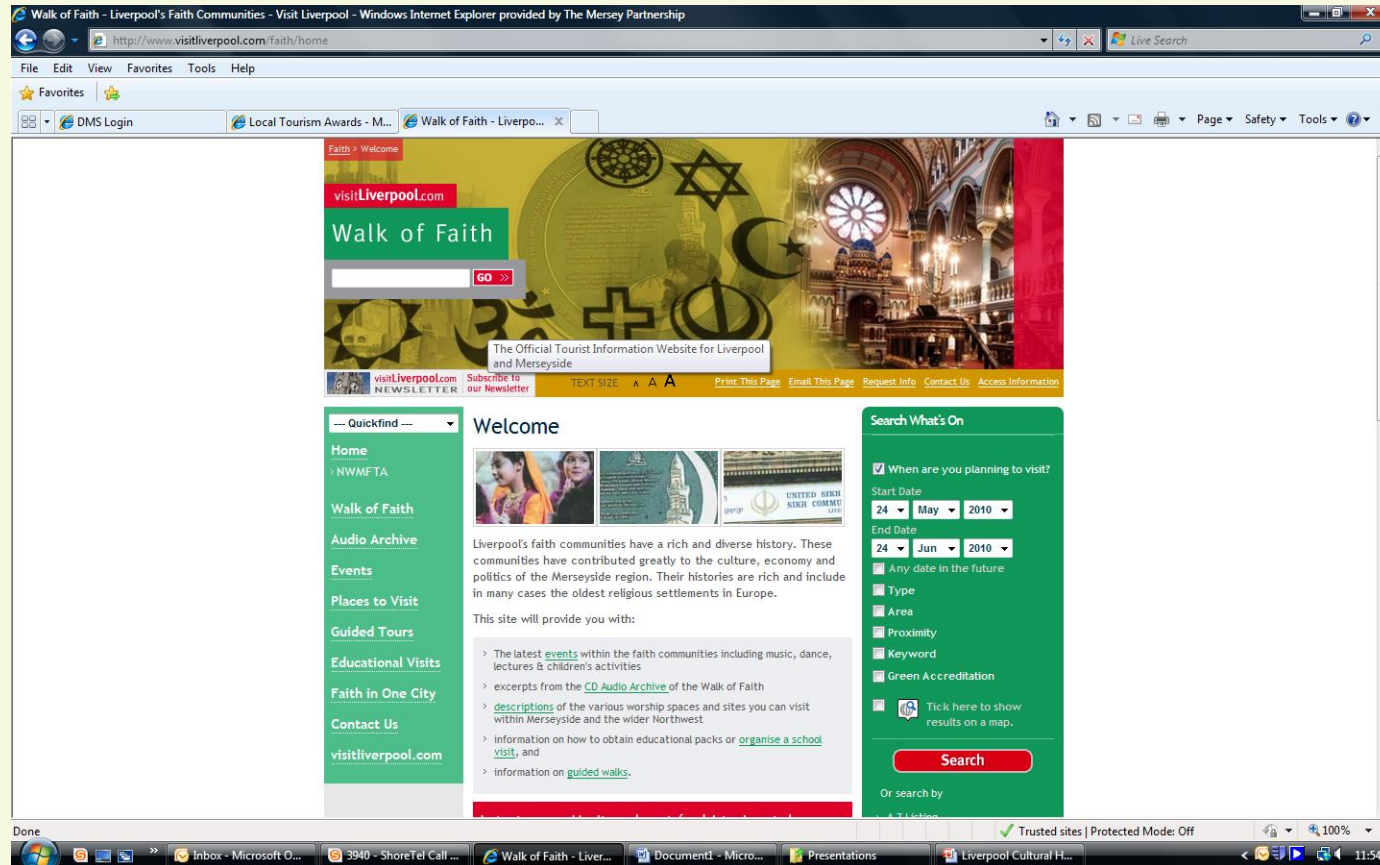 Walk of Faith - Liverpool's Faith Communities - Visit Liverpool - Windows Internet Explorer provided by The Mersey Partnership
http://www.visitliverpool.com/faith/home
Live Search
File Edit View Favorites Tools Help
Favorites
DMS Login
Local Tourism Awards - M...
Walk of Faith - Liverpo...
Page Safety Tools
Faith > Welcome
visitLiverpool.com
Walk of Faith
GO »
The Official Tourist Information Website for Liverpool
and Merseyside
visitLiverpool.com
NEWSLETTER
Subscribe to
our Newsletter
TEXT SIZE A A A
Print This Page Email This Page Request Info Contact Us Access Information
--- Quickfind ---
Home
> NWMFTA
Walk of Faith
Audio Archive
Events
Places to Visit
Guided Tours
Educational Visits
Faith in One City
Contact Us
visitliverpool.com
Welcome
UNITED SIKH
SIKH COMMU
Liverpool's faith communities have a rich and diverse history. These
communities have contributed greatly to the culture, economy and
politics of the Merseyside region. Their histories are rich and include
in many cases the oldest religious settlements in Europe.
This site will provide you with:
> The latest events within the faith communities including music, dance,
lectures & children's activities
> excerpts from the CD Audio Archive of the Walk of Faith
> descriptions of the various worship spaces and sites you can visit
within Merseyside and the wider Northwest
> information on how to obtain educational packs or organise a school
visit, and
> information on guided walks.
Search What's On
When are you planning to visit?
Start Date
24 May 2010
End Date
24 Jun 2010
Any date in the future
Type
Area
Proximity
Keyword
Green Accreditation
Tick here to show
results on a map.
Search
Or search by
Done
Trusted sites | Protected Mode: Off
100%
Inbox - Microsoft O...
3940 - ShoreTel Call ...
Walk of Faith - Liver...
Document1 - Micro...
Presentations
Liverpool Cultural H...
11:54